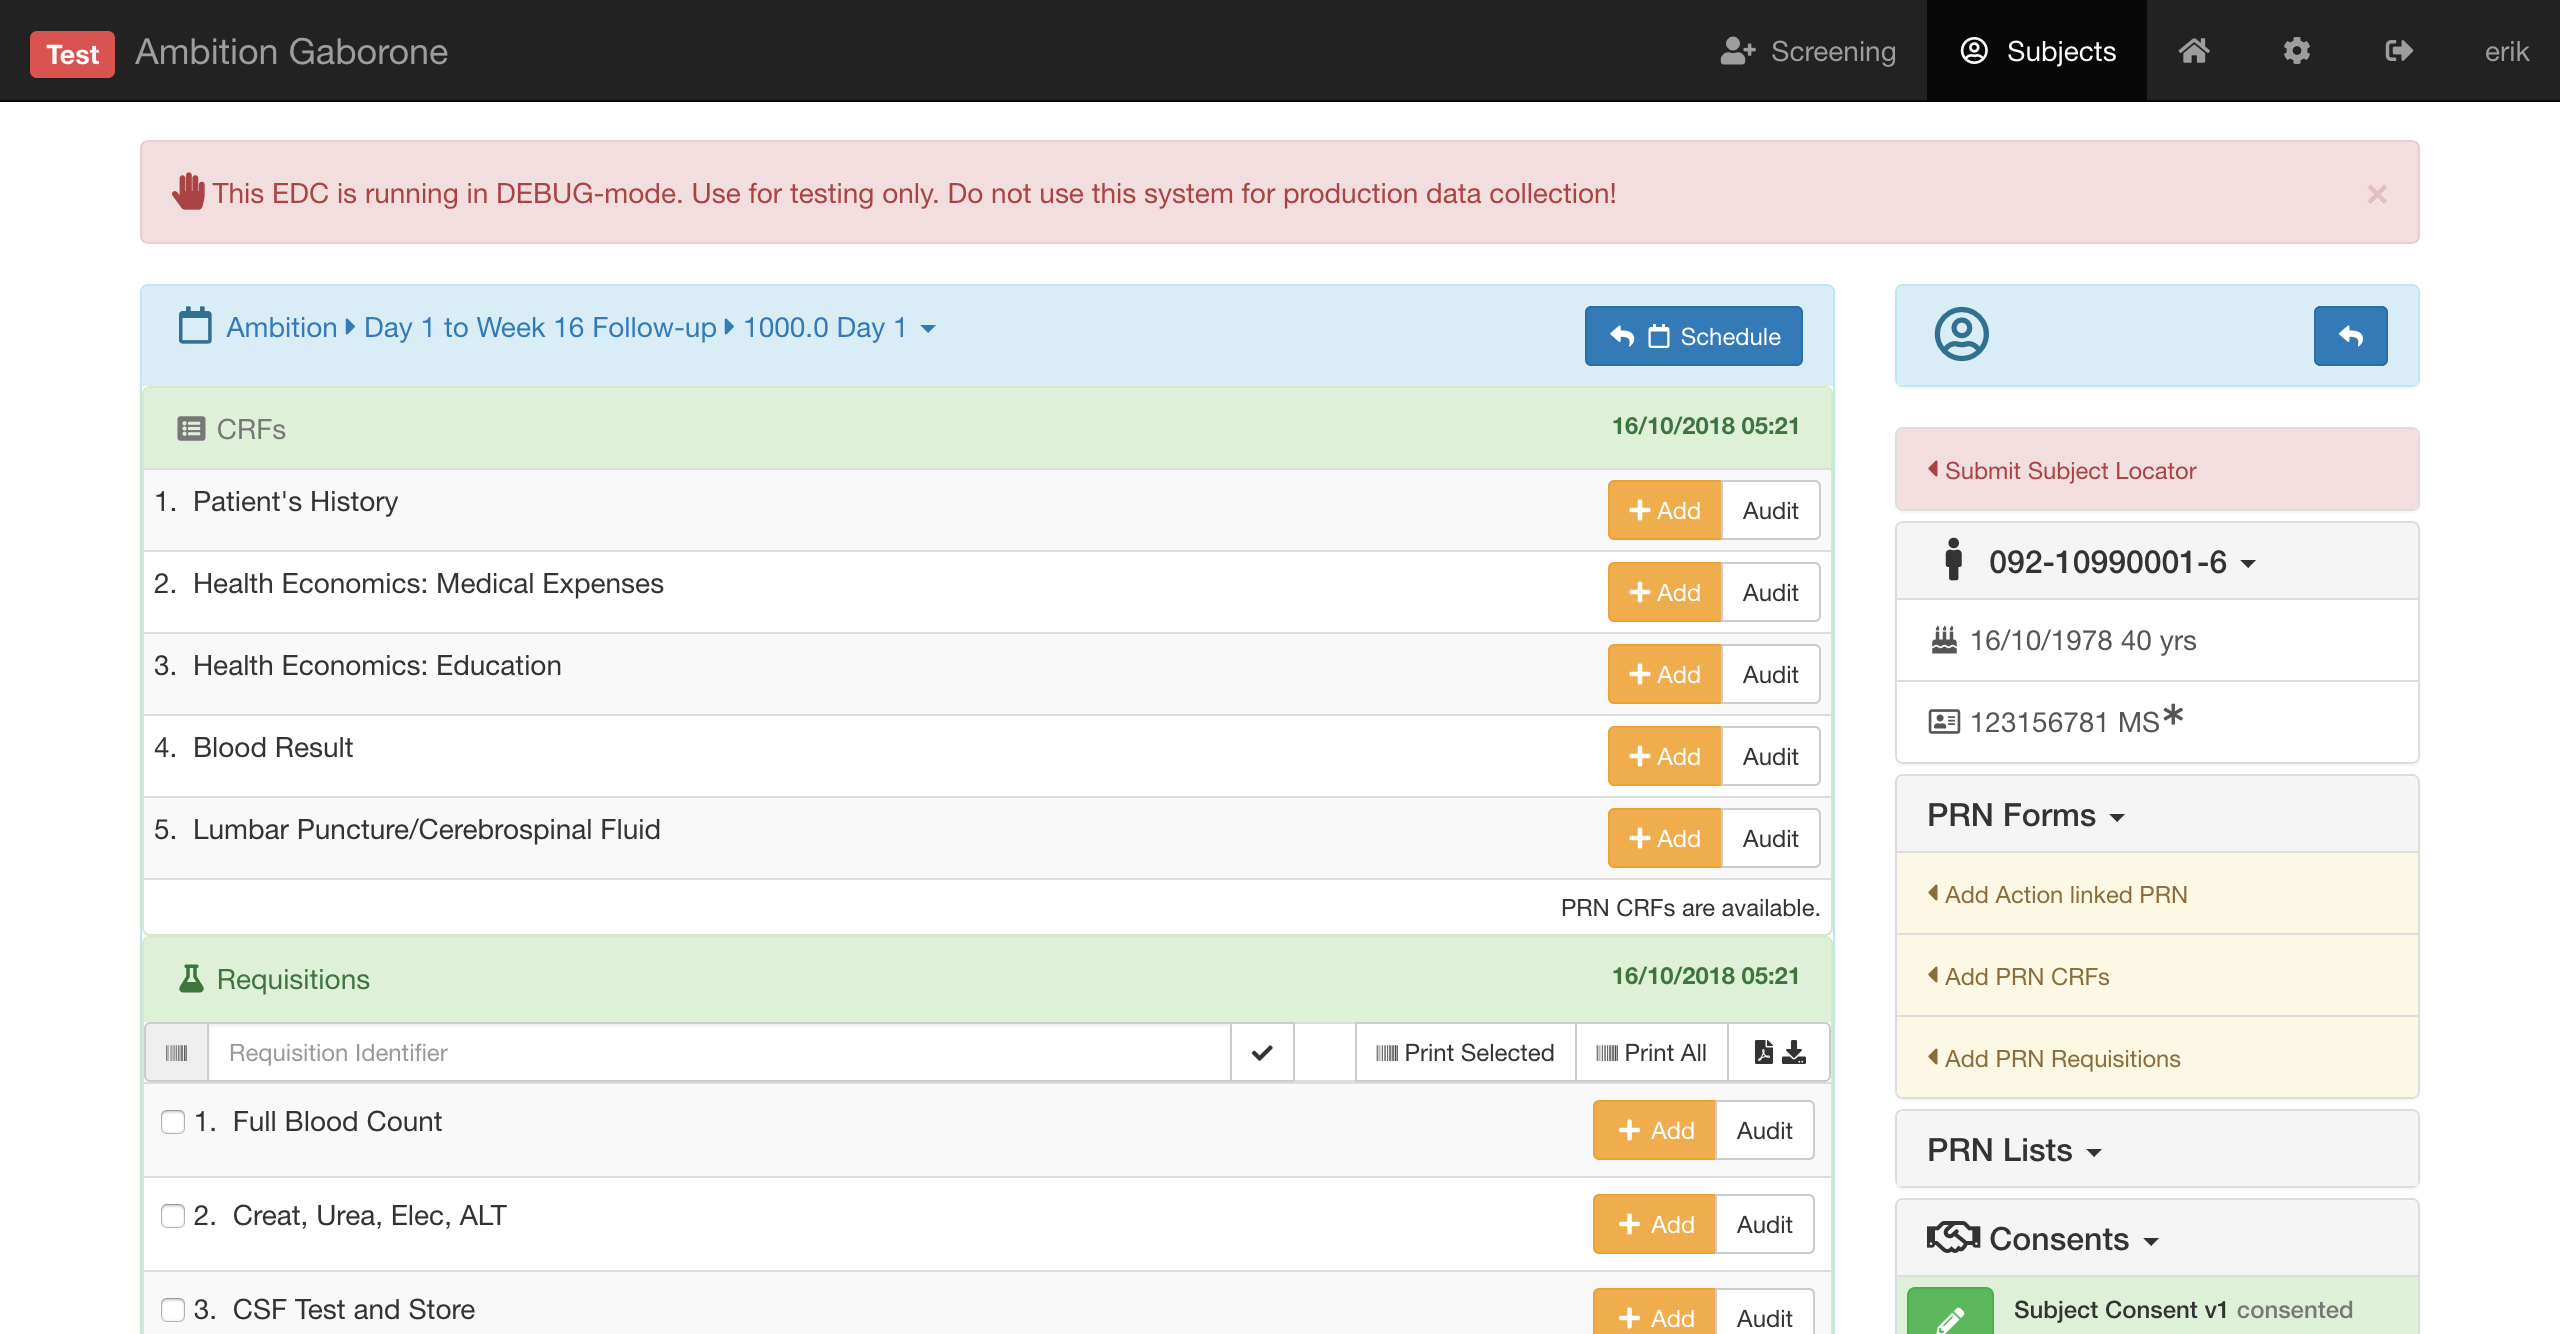 Test Ambition Gaborone Screening Subjects erik
This EDC is running in DEBUG-mode. Use for testing only. Do not use this system for production data collection! ×
Ambition Day 1 to Week 16 Follow-up 1000.0 Day 1 Schedule
CRFs 16/10/2018 05:21
1. Patient's History Add Audit
2. Health Economics: Medical Expenses Add Audit
3. Health Economics: Education Add Audit
4. Blood Result Add Audit
5. Lumbar Puncture/Cerebrospinal Fluid Add Audit
PRN CRFs are available.
Requisitions 16/10/2018 05:21
Requisition Identifier Print Selected Print All
1. Full Blood Count Add Audit
2. Creat, Urea, Elec, ALT Add Audit
3. CSF Test and Store Add Audit
Submit Subject Locator
092-10990001-6
16/10/1978 40 yrs
123156781 MS*
PRN Forms
Add Action linked PRN
Add PRN CRFs
Add PRN Requisitions
PRN Lists
Consents
Subject Consent v1 consented